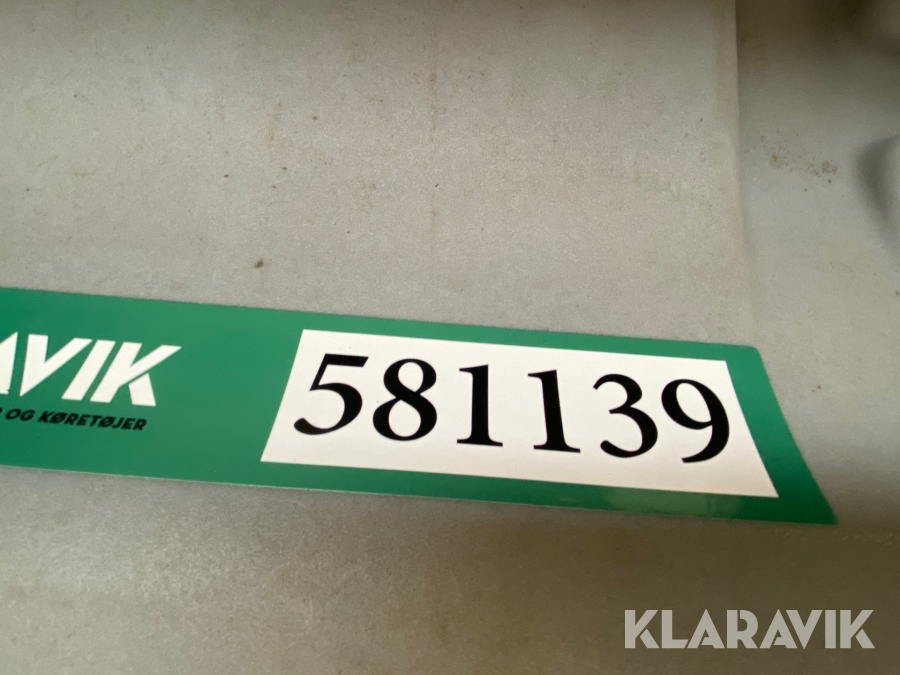 AVIK
OG KØRETØJER
581139
KLARAVIK